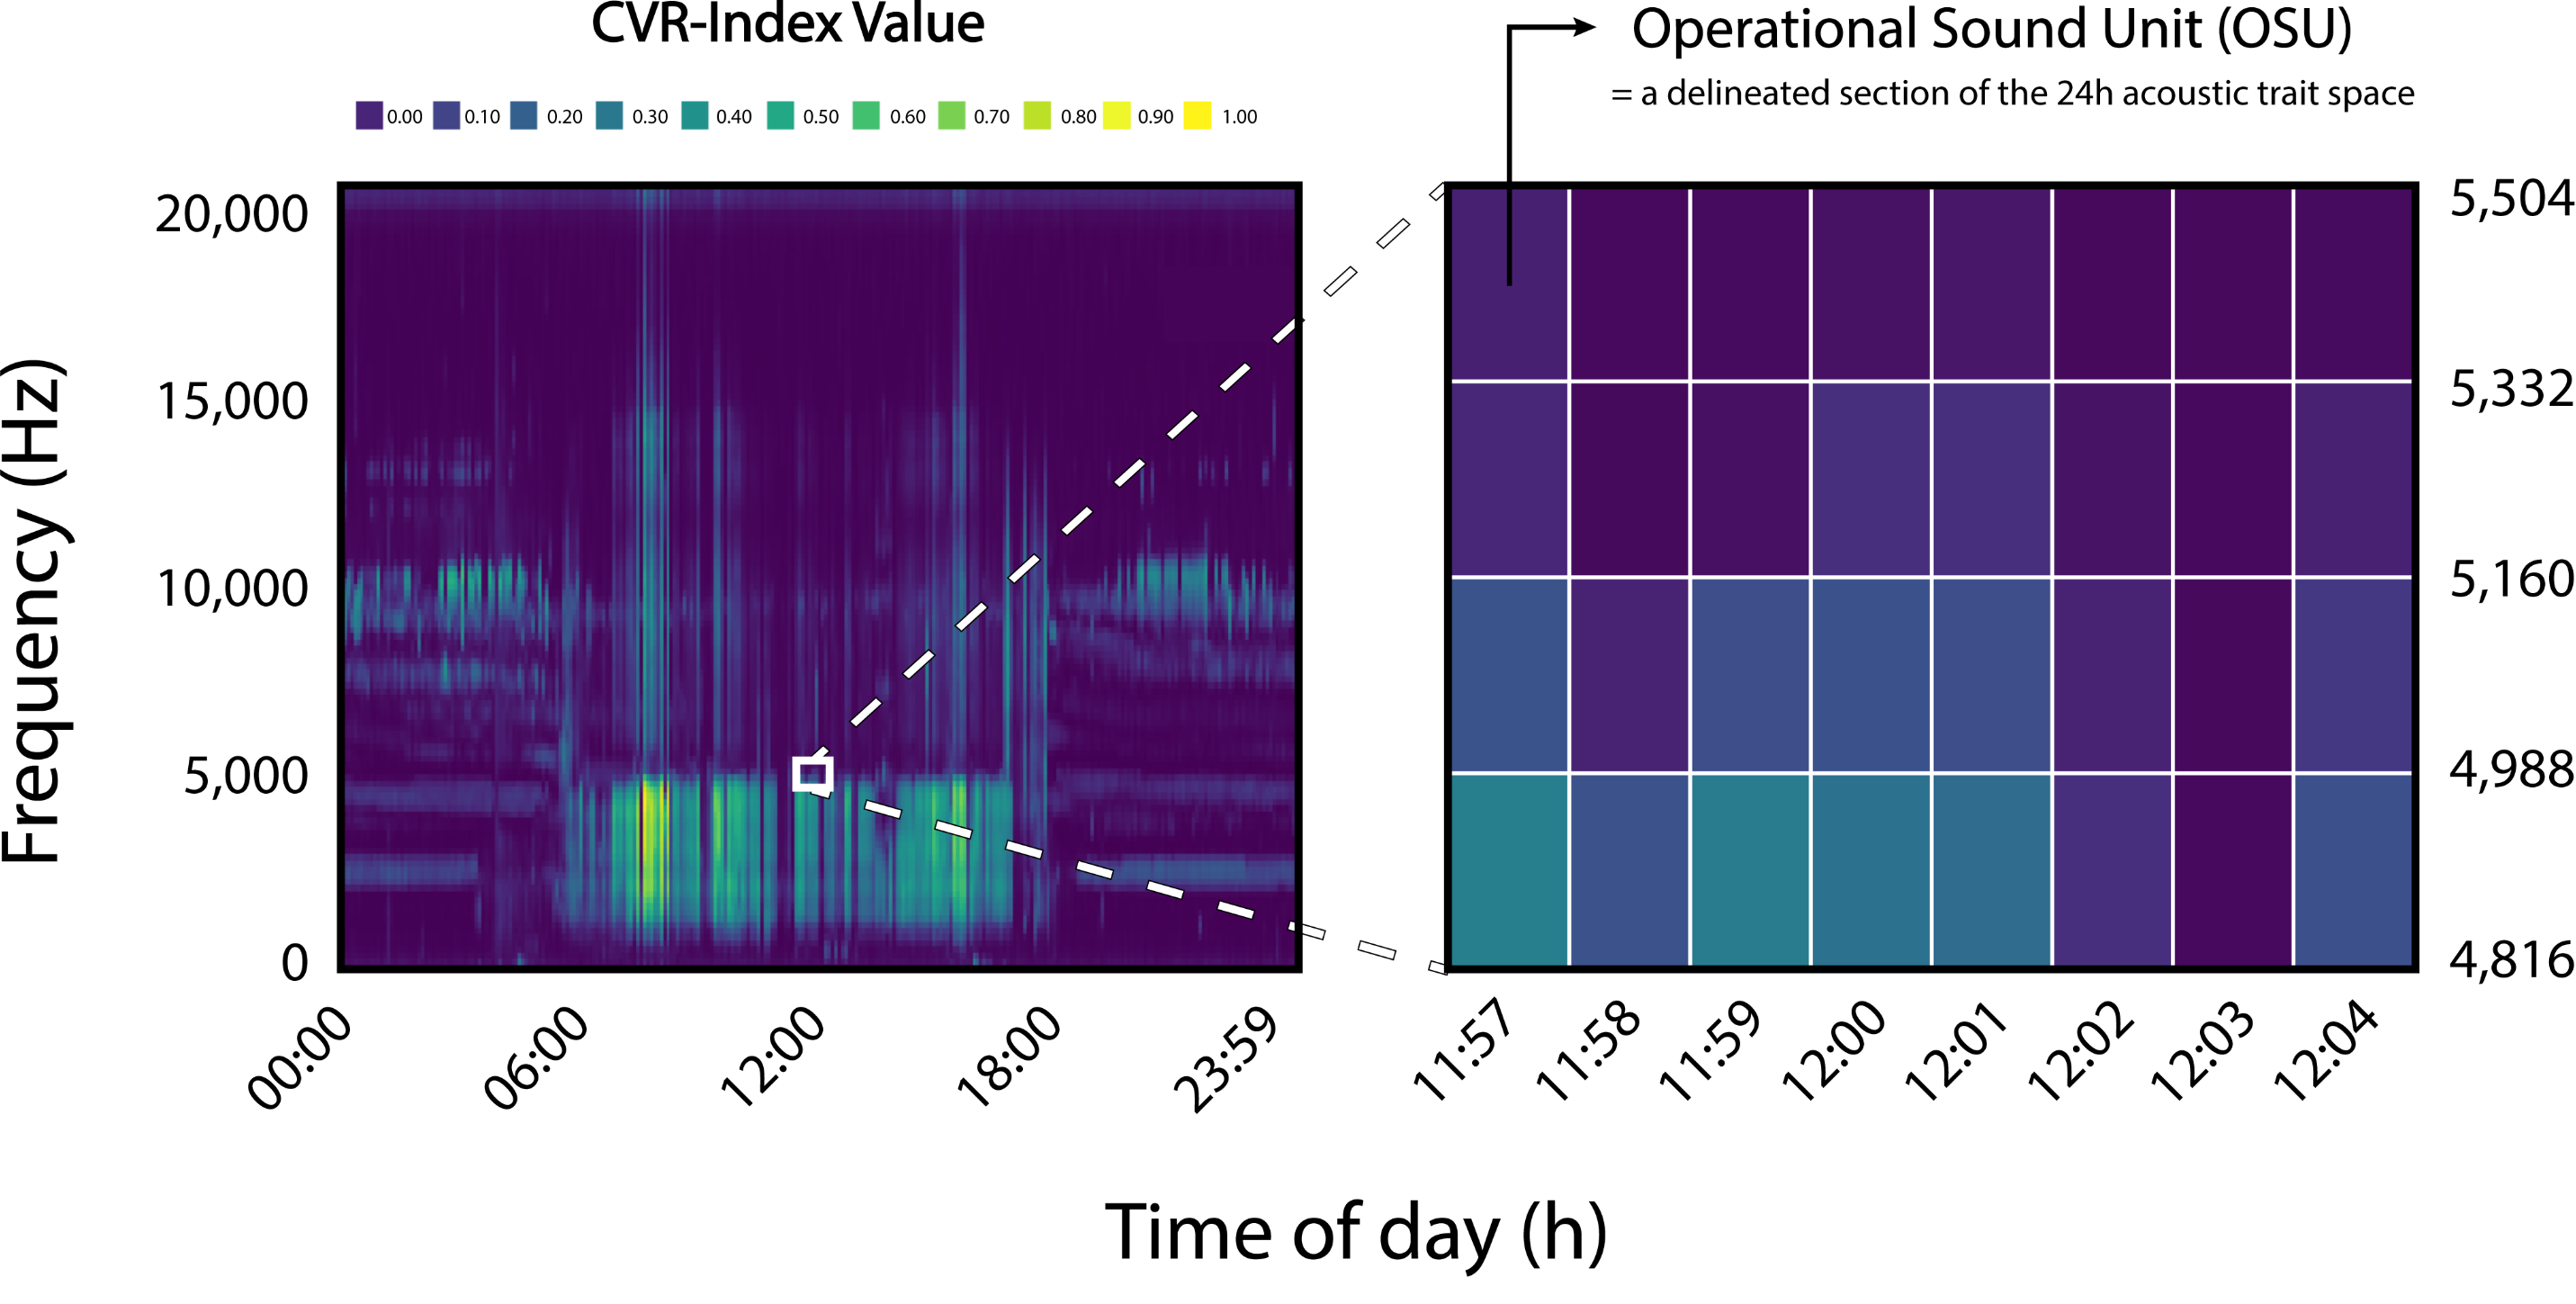 CVR-Index Value
0.00 0.10 0.20 0.30 0.40 0.50 0.60 0.70 0.80 0.90 1.00
Operational Sound Unit (OSU)
= a delineated section of the 24h acoustic trait space
Frequency (Hz)
20,000
15,000
10,000
5,000
0
00:00 06:00 12:00 18:00 23:59
5,504
5,332
5,160
4,988
4,816
11:57 11:58 11:59 12:00 12:01 12:02 12:03 12:04
Time of day (h)